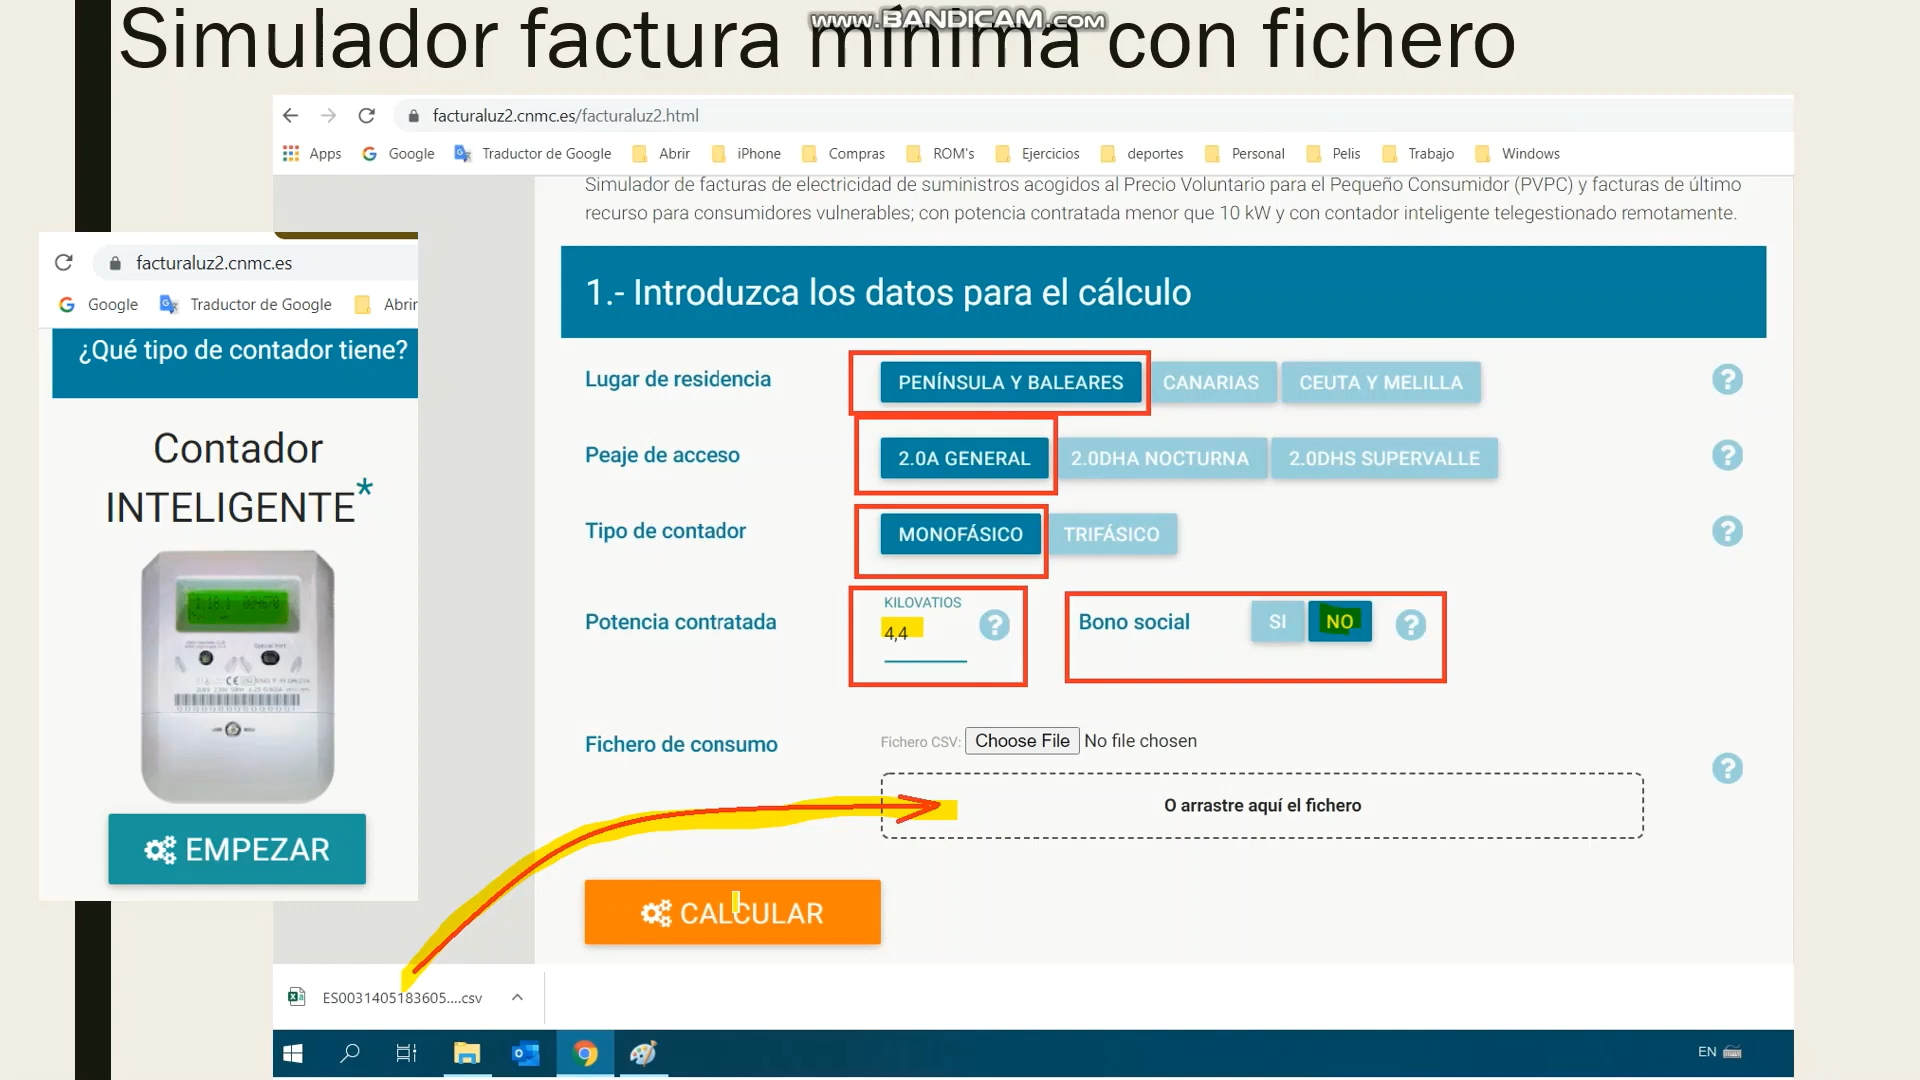 Simulador factura mínima con fichero
www.BANDICAM.com
facturaluz2.cnmc.es/facturaluz2.html
Apps Google Traductor de Google Abrir iPhone Compras ROM's Ejercicios deportes Personal Pelis Trabajo Windows
Simulador de facturas de electricidad de suministros acogidos al Precio Voluntario para el Pequeño Consumidor (PVPC) y facturas de último
recurso para consumidores vulnerables; con potencia contratada menor que 10 kW y con contador inteligente telegestionado remotamente.
facturaluz2.cnmc.es
Google Traductor de Google Abrir
¿Qué tipo de contador tiene?
Contador
INTELIGENTE*
EMPEZAR
1.- Introduzca los datos para el cálculo
Lugar de residencia PENÍNSULA Y BALEARES CANARIAS CEUTA Y MELILLA ?
Peaje de acceso 2.0A GENERAL 2.0DHA NOCTURNA 2.0DHS SUPERVALLE ?
Tipo de contador MONOFÁSICO TRIFÁSICO ?
KILOVATIOS
Potencia contratada 4,4 ? Bono social SI NO ?
Fichero de consumo Fichero CSV: Choose File No file chosen
?
O arrastre aquí el fichero
CALCULAR
ES0031405183605....csv
EN